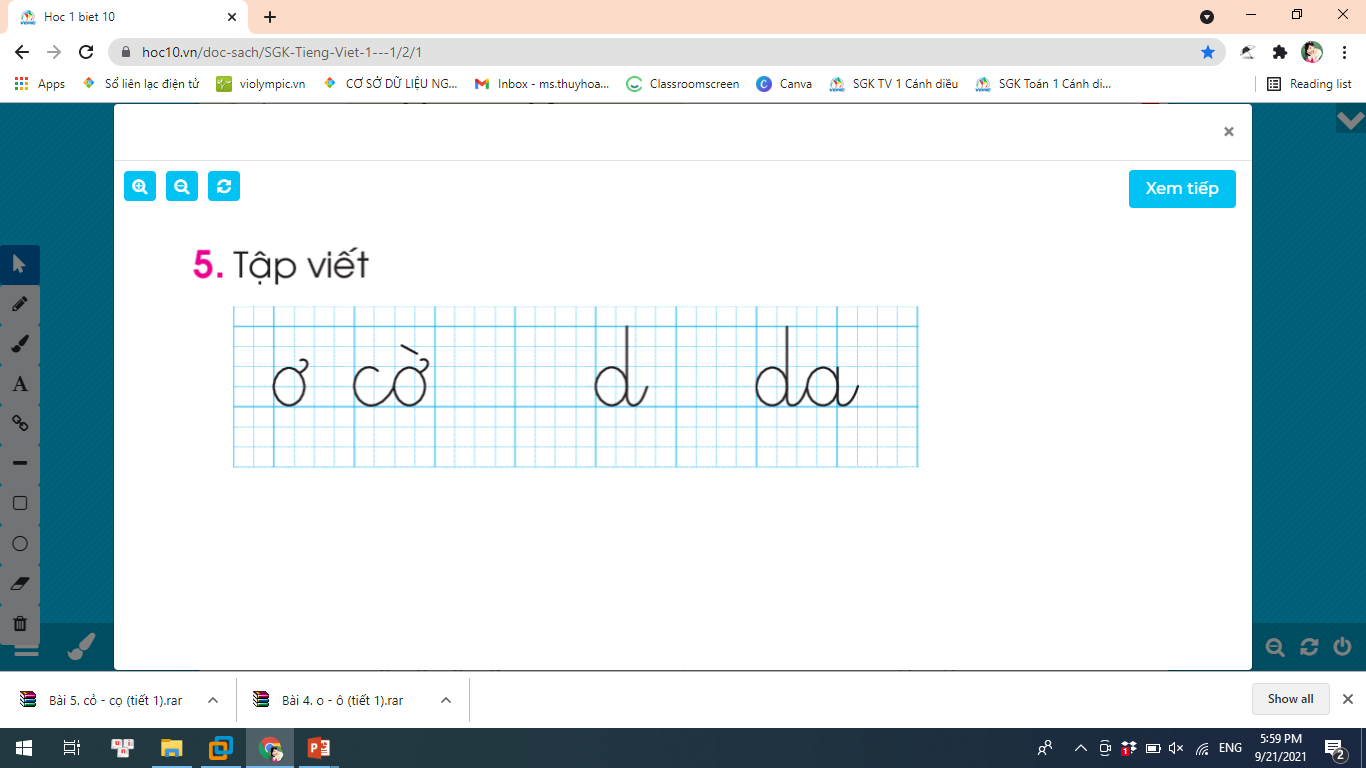 Hoc 1 biet 10
hoc10.vn/doc-sach/SGK-Tieng-Viet-1---1/2/1
Apps Sổ liên lạc điện tử violympic.vn CƠ SỞ DỮ LIỆU NG... Inbox - ms.thuyhoa... Classroomscreen Canva SGK TV 1 Cánh diều SGK Toán 1 Cánh di... Reading list
Xem tiếp
5. Tập viết
ơ cờ d da
A
Bài 5. cỏ - cọ (tiết 1).rar Bài 4. o - ô (tiết 1).rar Show all
ENG 5:59 PM
9/21/2021 2